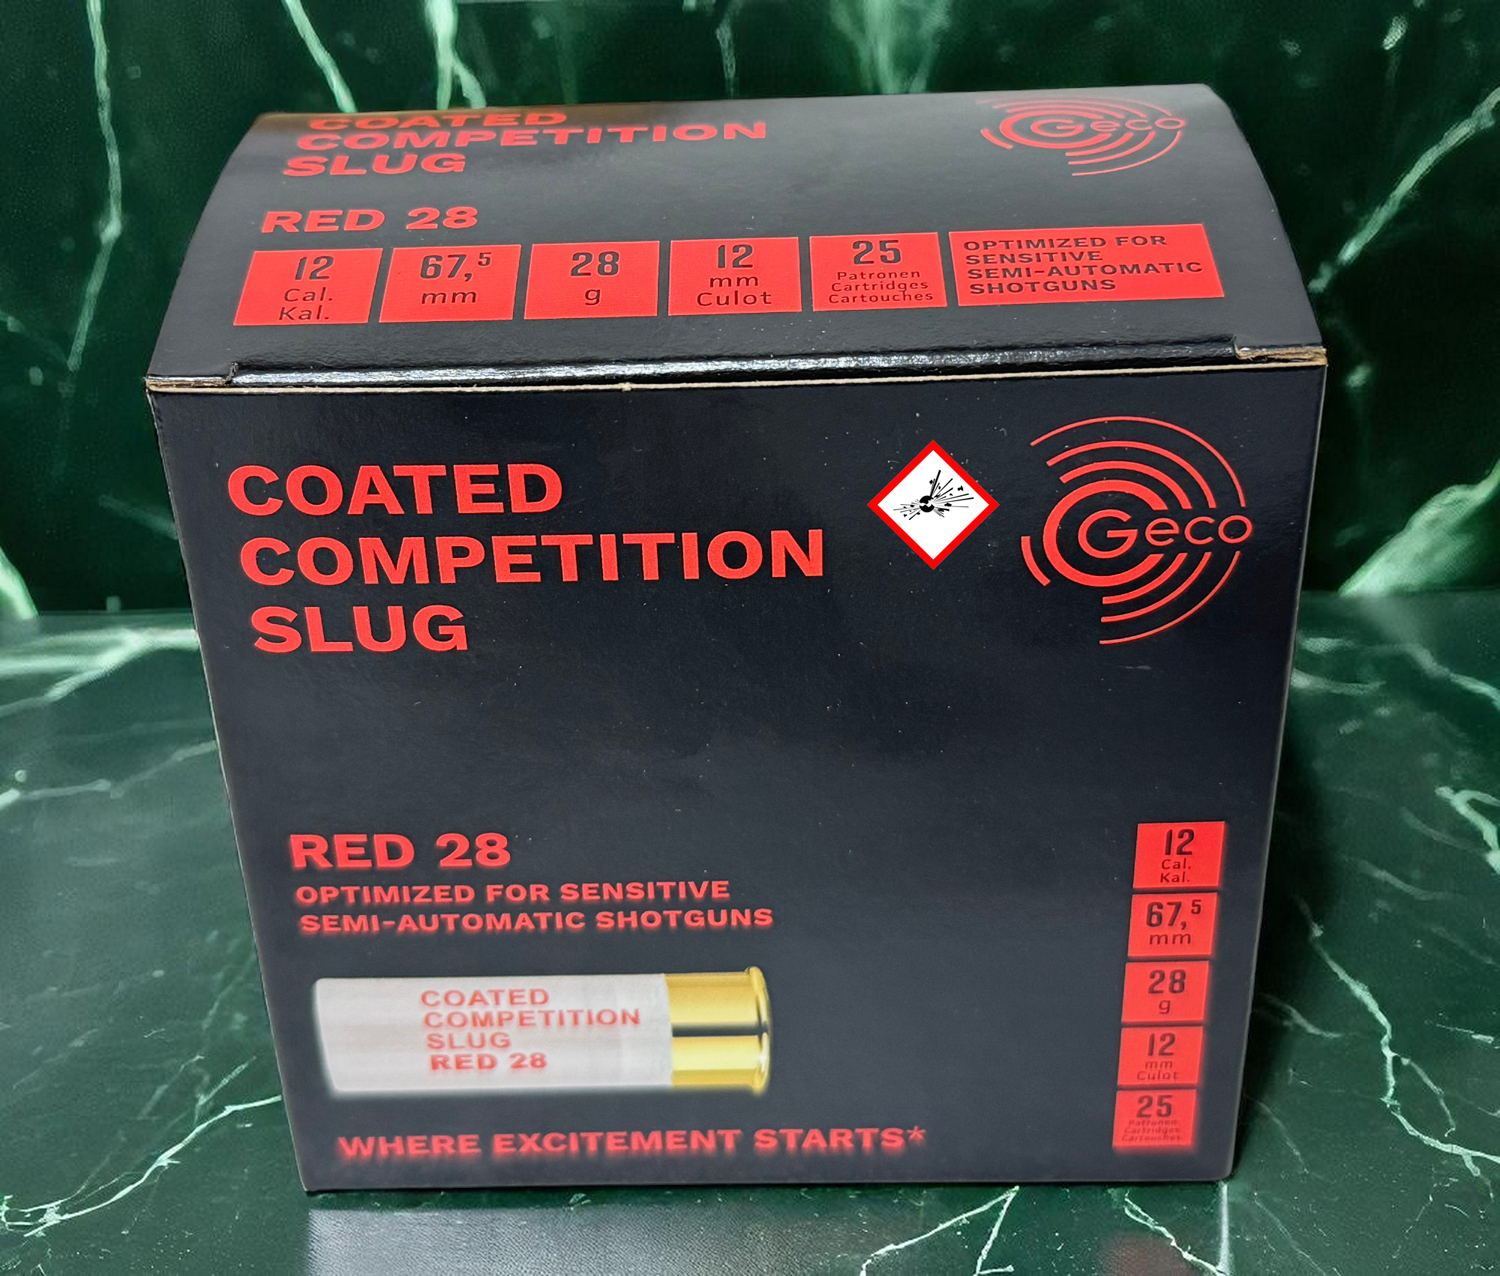 COATED
COMPETITION
SLUG
Geco
RED 28
12
Cal.
Kal.
67,⁵
mm
28
g
12
mm
Culot
25
Patronen
Cartridges
Cartouches
OPTIMIZED FOR
SENSITIVE
SEMI-AUTOMATIC
SHOTGUNS
COATED
COMPETITION
SLUG
Geco
RED 28
OPTIMIZED FOR SENSITIVE
SEMI-AUTOMATIC SHOTGUNS
COATED
COMPETITION
SLUG
RED 28
WHERE EXCITEMENT STARTS*
12
Cal.
Kal.
67,⁵
mm
28
g
12
mm
Culot
25
Patronen
Cartridges
Cartouches